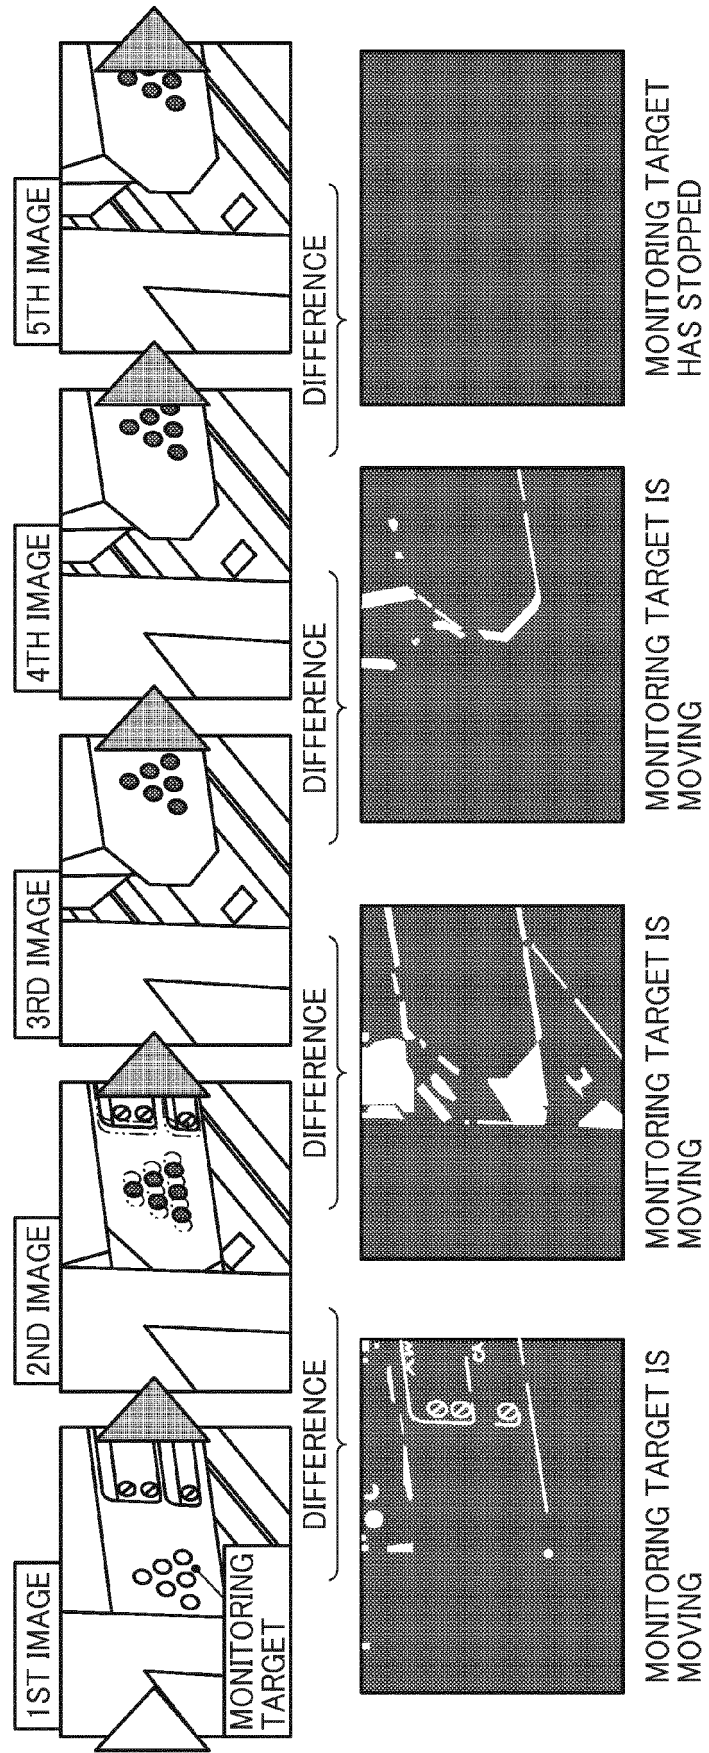 1ST IMAGE
2ND IMAGE
3RD IMAGE
4TH IMAGE
5TH IMAGE
MONITORING
TARGET
DIFFERENCE
DIFFERENCE
DIFFERENCE
DIFFERENCE
MONITORING TARGET IS
MOVING
MONITORING TARGET IS
MOVING
MONITORING TARGET IS
MOVING
MONITORING TARGET
HAS STOPPED